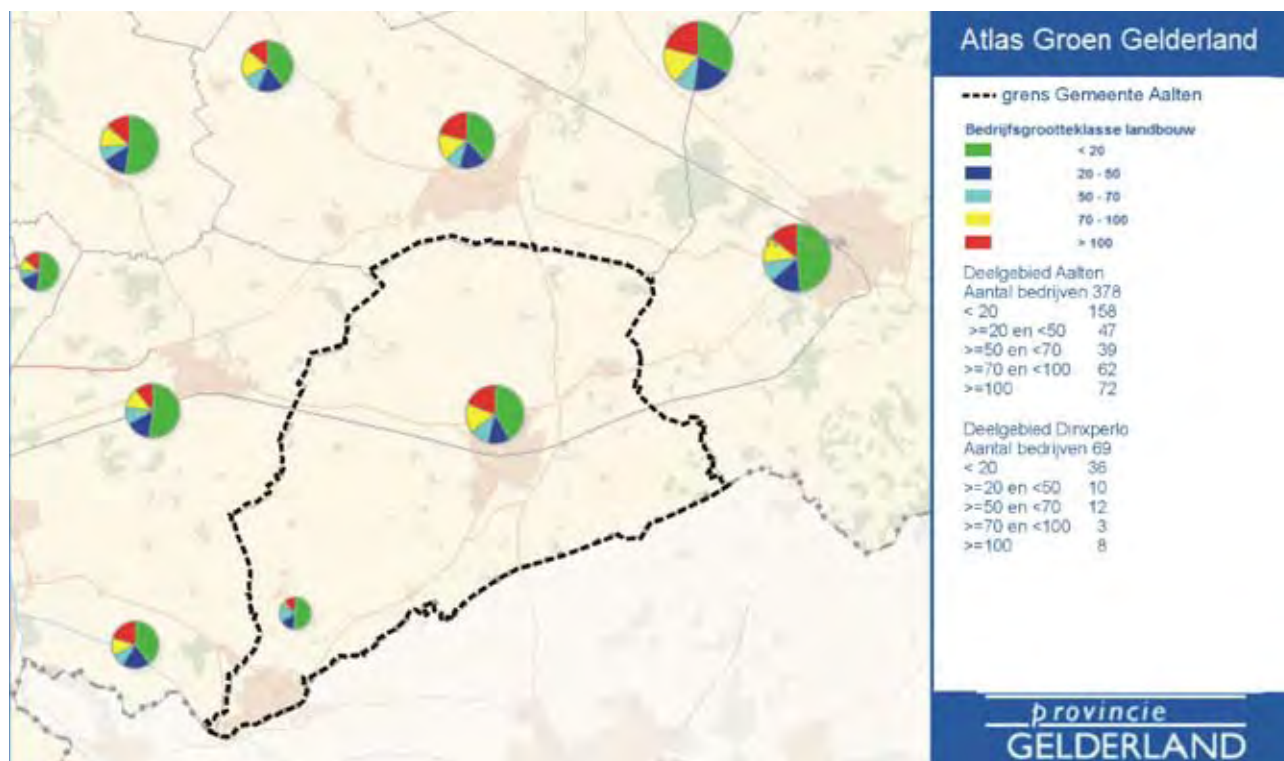 Atlas Groen Gelderland
grens Gemeente Aalten
Bedrijfsgrootteklasse landbouw
< 20
20 - 50
50 - 70
70 - 100
> 100
Deelgebied Aalten
Aantal bedrijven 378
< 20 158
>=20 en <50 47
>=50 en <70 39
>=70 en <100 62
>=100 72
Deelgebied Dinxperlo
Aantal bedrijven 69
< 20 36
>=20 en <50 10
>=50 en <70 12
>=70 en <100 3
>=100 8
provincie
GELDERLAND